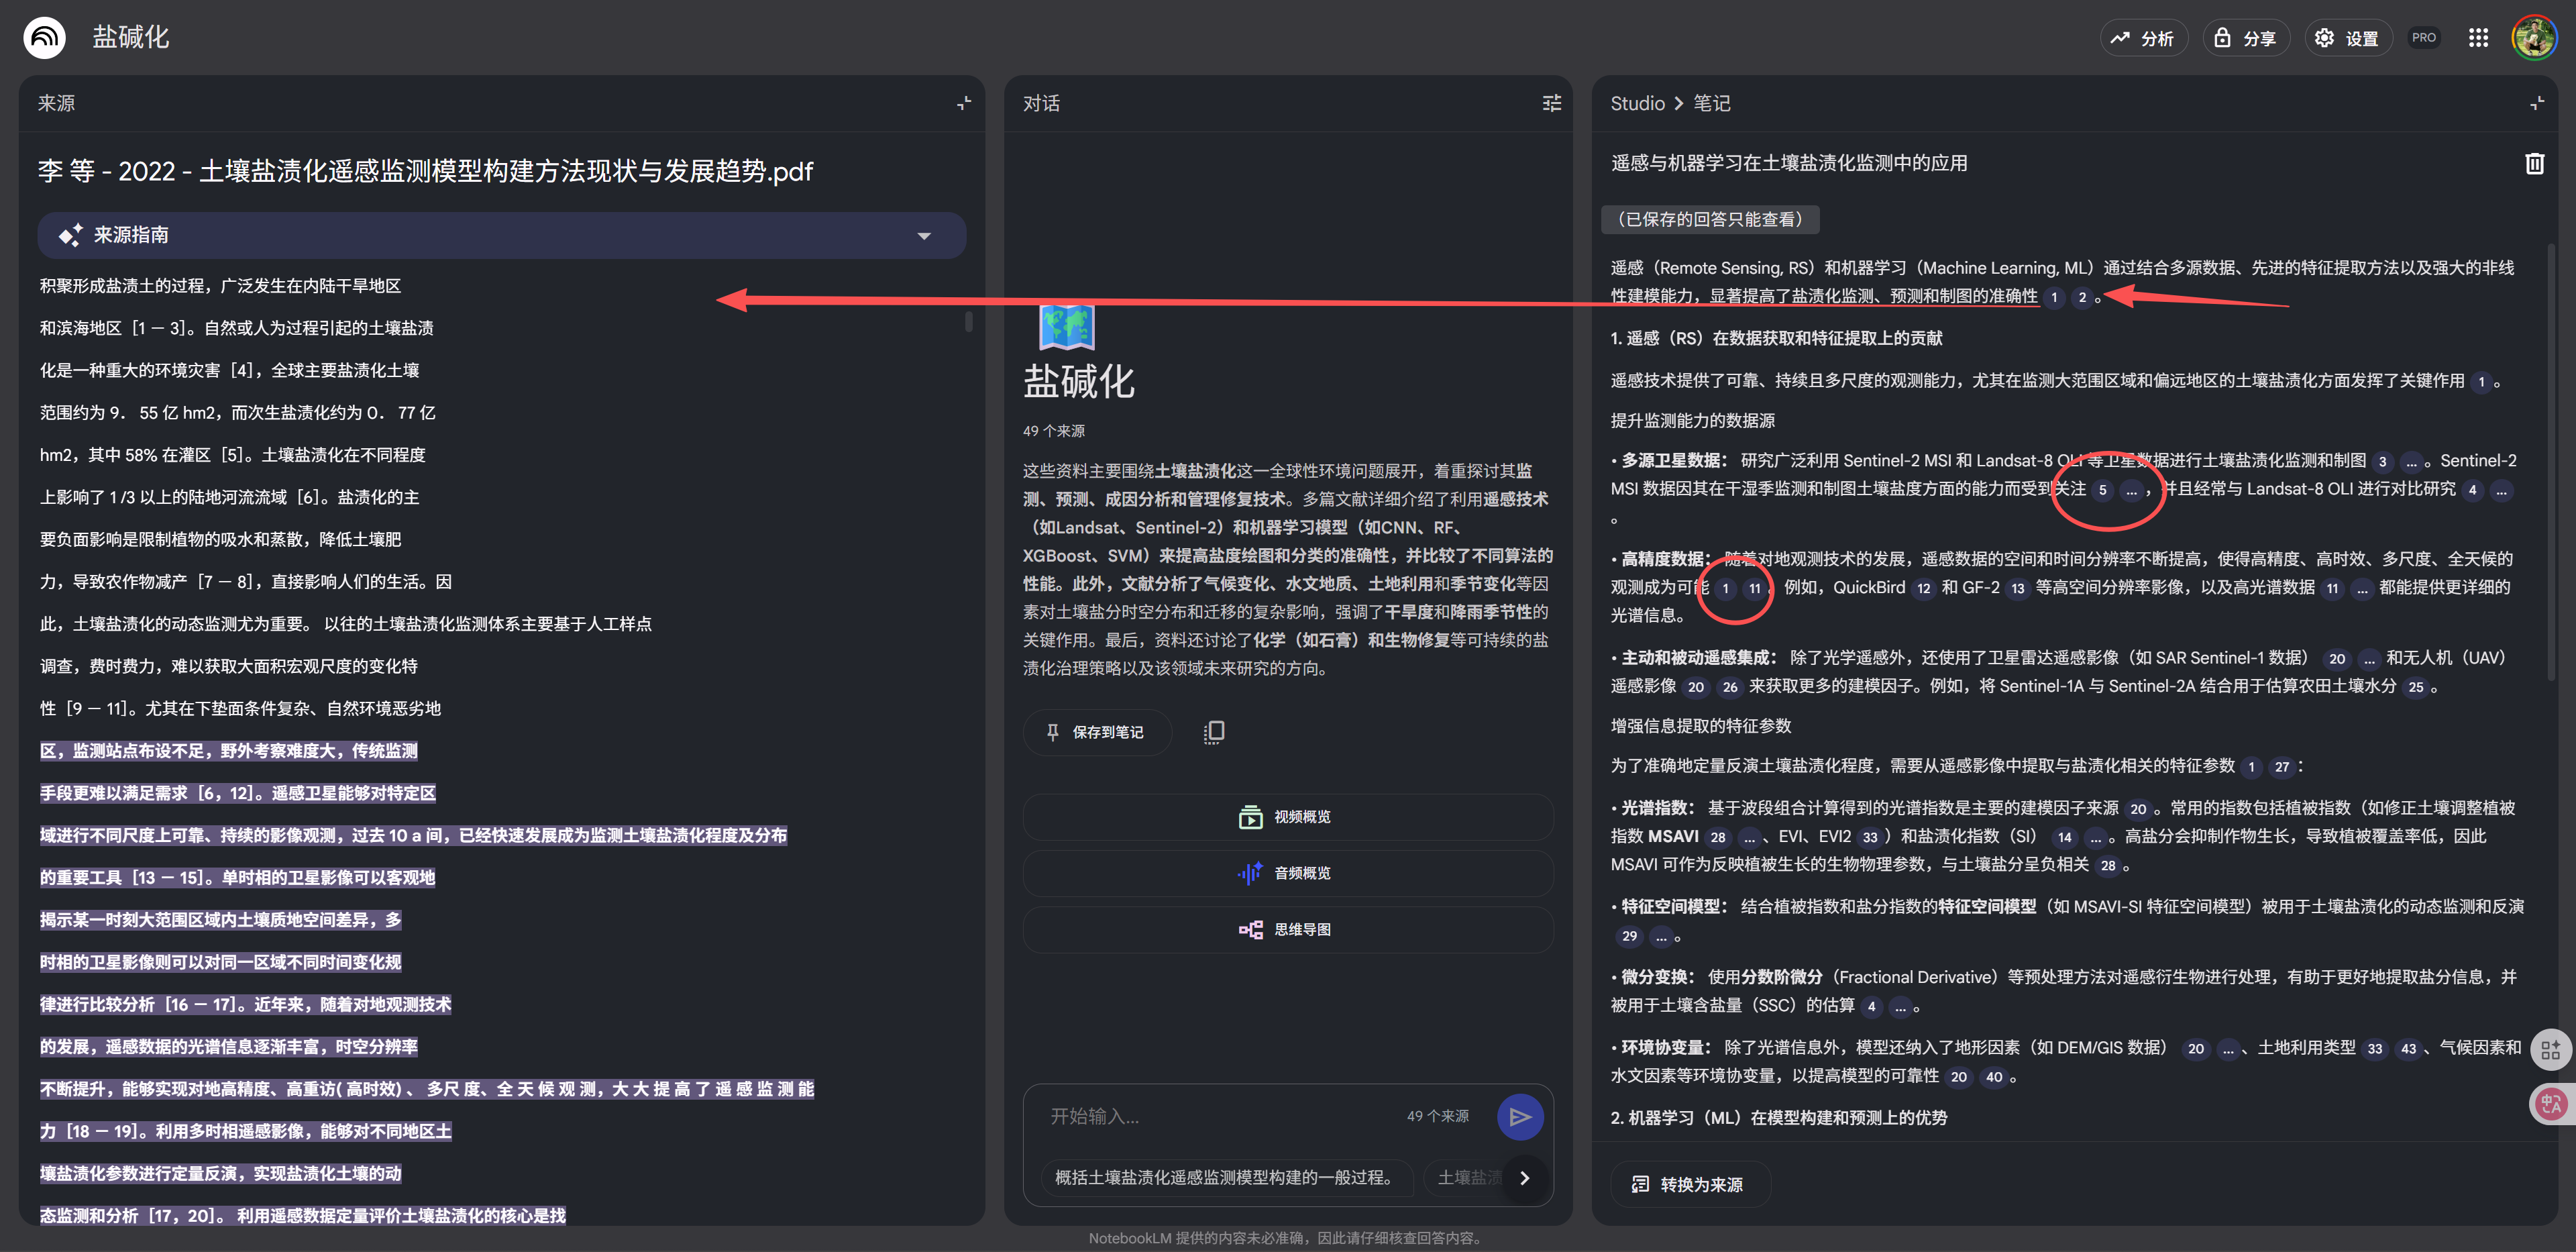 盐碱化
分析
分享
设置
PRO
来源
李 等 - 2022 - 土壤盐渍化遥感监测模型构建方法现状与发展趋势.pdf
来源指南
积聚形成盐渍土的过程，广泛发生在内陆干旱地区
和滨海地区［1 — 3］。自然或人为过程引起的土壤盐渍
化是一种重大的环境灾害［4］，全球主要盐渍化土壤
范围约为 9． 55 亿 hm2，而次生盐渍化约为 0． 77 亿
hm2，其中 58% 在灌区［5］。土壤盐渍化在不同程度
上影响了 1 /3 以上的陆地河流流域［6］。盐渍化的主
要负面影响是限制植物的吸水和蒸散，降低土壤肥
力，导致农作物减产［7 — 8］，直接影响人们的生活。因
此，土壤盐渍化的动态监测尤为重要。 以往的土壤盐渍化监测体系主要基于人工样点
调查，费时费力，难以获取大面积宏观尺度的变化特
性［9 — 11］。尤其在下垫面条件复杂、自然环境恶劣地
区，监测站点布设不足，野外考察难度大，传统监测
手段更难以满足需求［6，12］。遥感卫星能够对特定区
域进行不同尺度上可靠、持续的影像观测，过去 10 a 间，已经快速发展成为监测土壤盐渍化程度及分布
的重要工具［13 — 15］。单时相的卫星影像可以客观地
揭示某一时刻大范围区域内土壤质地空间差异，多
时相的卫星影像则可以对同一区域不同时间变化规
律进行比较分析［16 — 17］。近年来，随着对地观测技术
的发展，遥感数据的光谱信息逐渐丰富，时空分辨率
不断提升，能够实现对地高精度、高重访( 高时效) 、 多尺 度、全 天 候 观 测，大 大 提 高 了 遥 感 监 测 能
力［18 — 19］。利用多时相遥感影像，能够对不同地区土
壤盐渍化参数进行定量反演，实现盐渍化土壤的动
态监测和分析［17，20］。 利用遥感数据定量评价土壤盐渍化的核心是找
对话
盐碱化
49 个来源
这些资料主要围绕土壤盐渍化这一全球性环境问题展开，着重探讨其监
测、预测、成因分析和管理修复技术。多篇文献详细介绍了利用遥感技术
（如Landsat、Sentinel-2）和机器学习模型（如CNN、RF、
XGBoost、SVM）来提高盐度绘图和分类的准确性，并比较了不同算法的
性能。此外，文献分析了气候变化、水文地质、土地利用和季节变化等因
素对土壤盐分时空分布和迁移的复杂影响，强调了干旱度和降雨季节性的
关键作用。最后，资料还讨论了化学（如石膏）和生物修复等可持续的盐
渍化治理策略以及该领域未来研究的方向。
保存到笔记
视频概览
音频概览
思维导图
开始输入...
49 个来源
概括土壤盐渍化遥感监测模型构建的一般过程。
土壤盐渍
NotebookLM 提供的内容未必准确，因此请仔细核查回答内容。
Studio > 笔记
遥感与机器学习在土壤盐渍化监测中的应用
（已保存的回答只能查看）
遥感（Remote Sensing, RS）和机器学习（Machine Learning, ML）通过结合多源数据、先进的特征提取方法以及强大的非线
性建模能力，显著提高了盐渍化监测、预测和制图的准确性 1 2 。
1. 遥感（RS）在数据获取和特征提取上的贡献
遥感技术提供了可靠、持续且多尺度的观测能力，尤其在监测大范围区域和偏远地区的土壤盐渍化方面发挥了关键作用 1 。
提升监测能力的数据源
• 多源卫星数据： 研究广泛利用 Sentinel-2 MSI 和 Landsat-8 OLI 等卫星数据进行土壤盐渍化监测和制图 3 ... 。Sentinel-2
MSI 数据因其在干湿季监测和制图土壤盐度方面的能力而受到关注 5 ... ，并且经常与 Landsat-8 OLI 进行对比研究 4 ...
。
• 高精度数据： 随着对地观测技术的发展，遥感数据的空间和时间分辨率不断提高，使得高精度、高时效、多尺度、全天候的
观测成为可能 1 11 。例如，QuickBird 12 和 GF-2 13 等高空间分辨率影像，以及高光谱数据 11 ... 都能提供更详细的
光谱信息。
• 主动和被动遥感集成： 除了光学遥感外，还使用了卫星雷达遥感影像（如 SAR Sentinel-1 数据） 20 ... 和无人机（UAV）
遥感影像 20 26 来获取更多的建模因子。例如，将 Sentinel-1A 与 Sentinel-2A 结合用于估算农田土壤水分 25 。
增强信息提取的特征参数
为了准确地定量反演土壤盐渍化程度，需要从遥感影像中提取与盐渍化相关的特征参数 1 27 ：
• 光谱指数： 基于波段组合计算得到的光谱指数是主要的建模因子来源 20 。常用的指数包括植被指数（如修正土壤调整植被
指数 MSAVI 28 ... 、EVI、EVI2 33 ）和盐渍化指数（SI） 14 ... 。高盐分会抑制作物生长，导致植被覆盖率低，因此
MSAVI 可作为反映植被生长的生物物理参数，与土壤盐分呈负相关 28 。
• 特征空间模型： 结合植被指数和盐分指数的特征空间模型（如 MSAVI-SI 特征空间模型）被用于土壤盐渍化的动态监测和反演
29 ... 。
• 微分变换： 使用分数阶微分（Fractional Derivative）等预处理方法对遥感衍生物进行处理，有助于更好地提取盐分信息，并
被用于土壤含盐量（SSC）的估算 4 ... 。
• 环境协变量： 除了光谱信息外，模型还纳入了地形因素（如 DEM/GIS 数据） 20 ... 、土地利用类型 33 43 、气候因素和
水文因素等环境协变量，以提高模型的可靠性 20 40 。
2. 机器学习（ML）在模型构建和预测上的优势
转换为来源